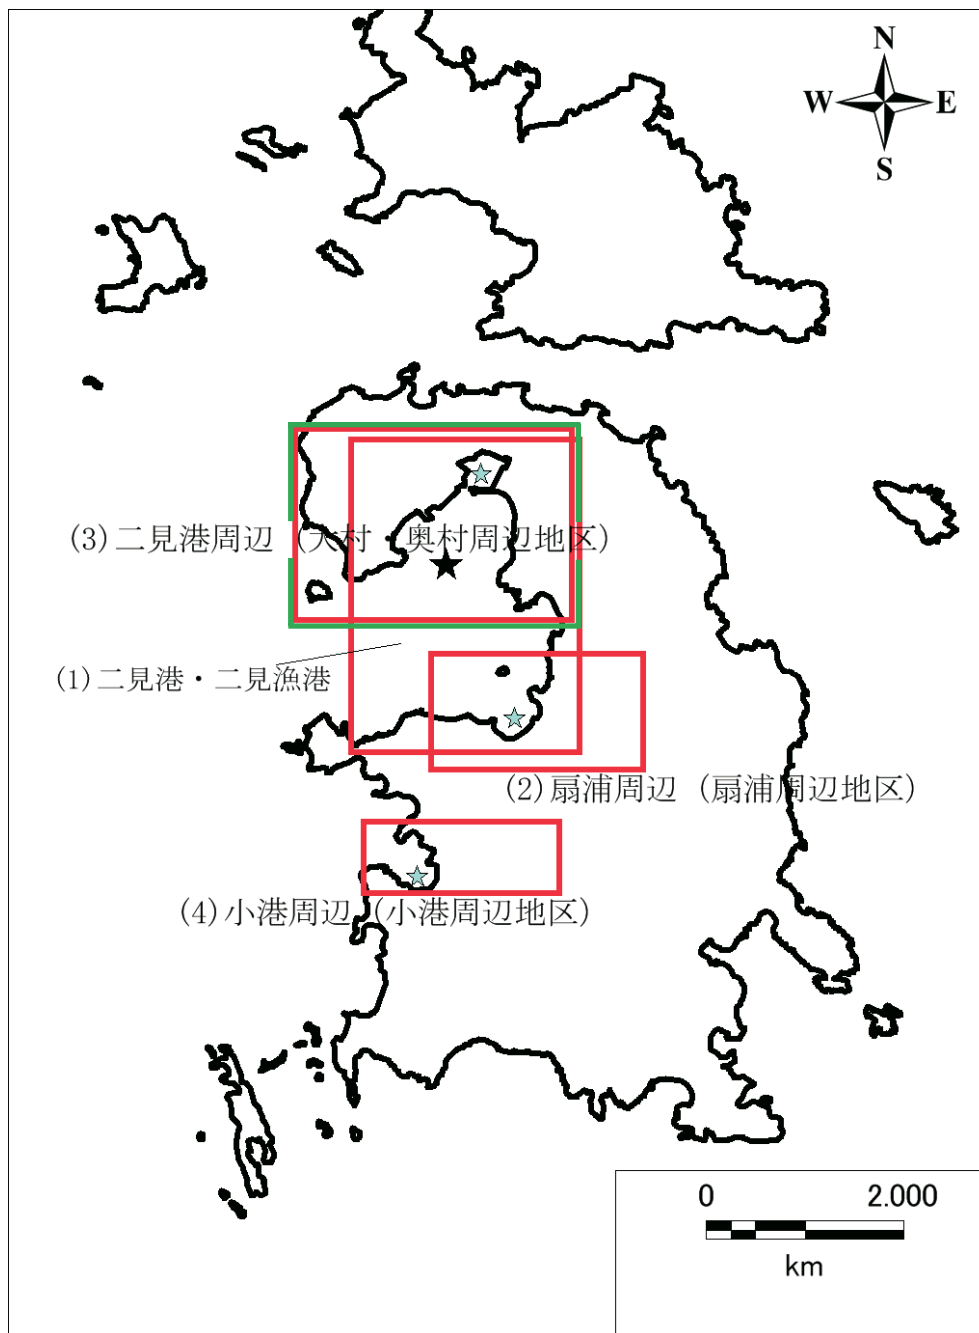 N
W E
S
(3)二見港周辺（大村・奥村周辺地区）
(1)二見港・二見漁港
(2)扇浦周辺（扇浦周辺地区）
(4)小港周辺（小港周辺地区）
0 2.000
km